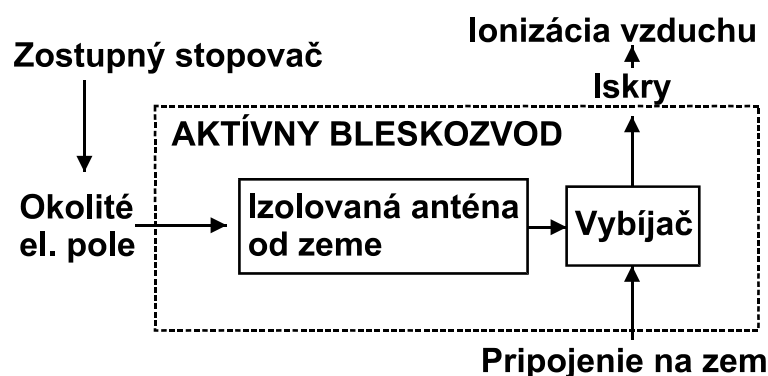 Ionizácia vzduchu
Zostupný stopovač
Iskry
AKTÍVNY BLESKOZVOD
Okolité
el. pole
Izolovaná anténa
od zeme
Vybíjač
Pripojenie na zem